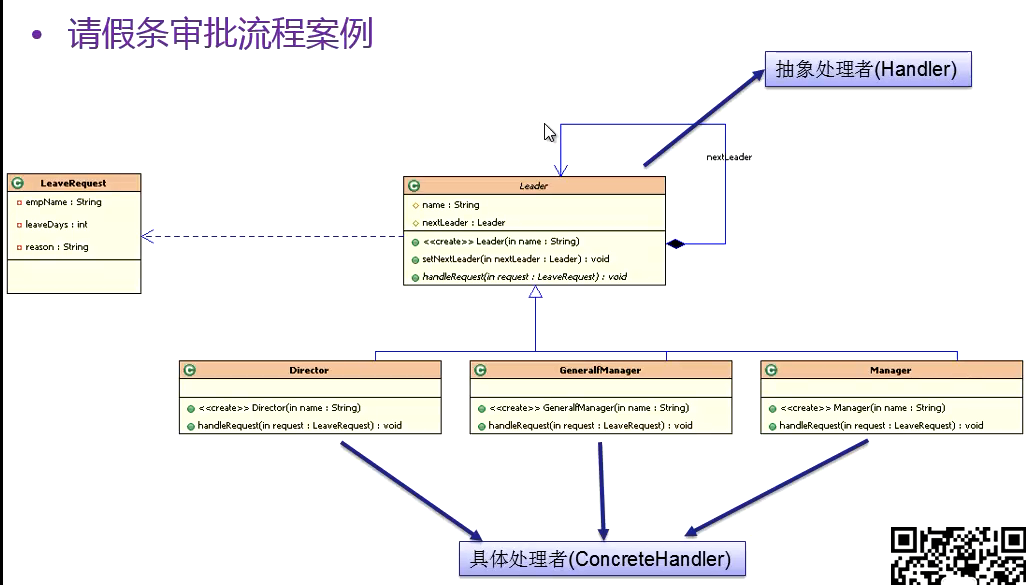 • 请假条审批流程案例
抽象处理者(Handler)
nextLeader
LeaveRequest
empName : String
leaveDays : int
reason : String
Leader
name : String
nextLeader : Leader
<<create>> Leader(in name : String)
setNextLeader(in nextLeader : Leader) : void
handleRequest(in request : LeaveRequest) : void
Director
<<create>> Director(in name : String)
handleRequest(in request : LeaveRequest) : void
GeneralfManager
<<create>> GeneralfManager(in name : String)
handleRequest(in request : LeaveRequest) : void
Manager
<<create>> Manager(in name : String)
handleRequest(in request : LeaveRequest) : void
具体处理者(ConcreteHandler)